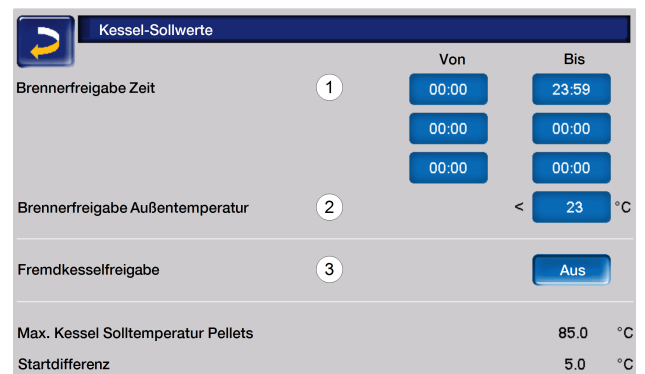 Kessel-Sollwerte
Von Bis
Brennerfreigabe Zeit 1 00:00 23:59
00:00 00:00
00:00 00:00
Brennerfreigabe Außentemperatur 2 < 23 °C
Fremdkesselfreigabe 3 Aus
Max. Kessel Solltemperatur Pellets 85.0 °C
Startdifferenz 5.0 °C